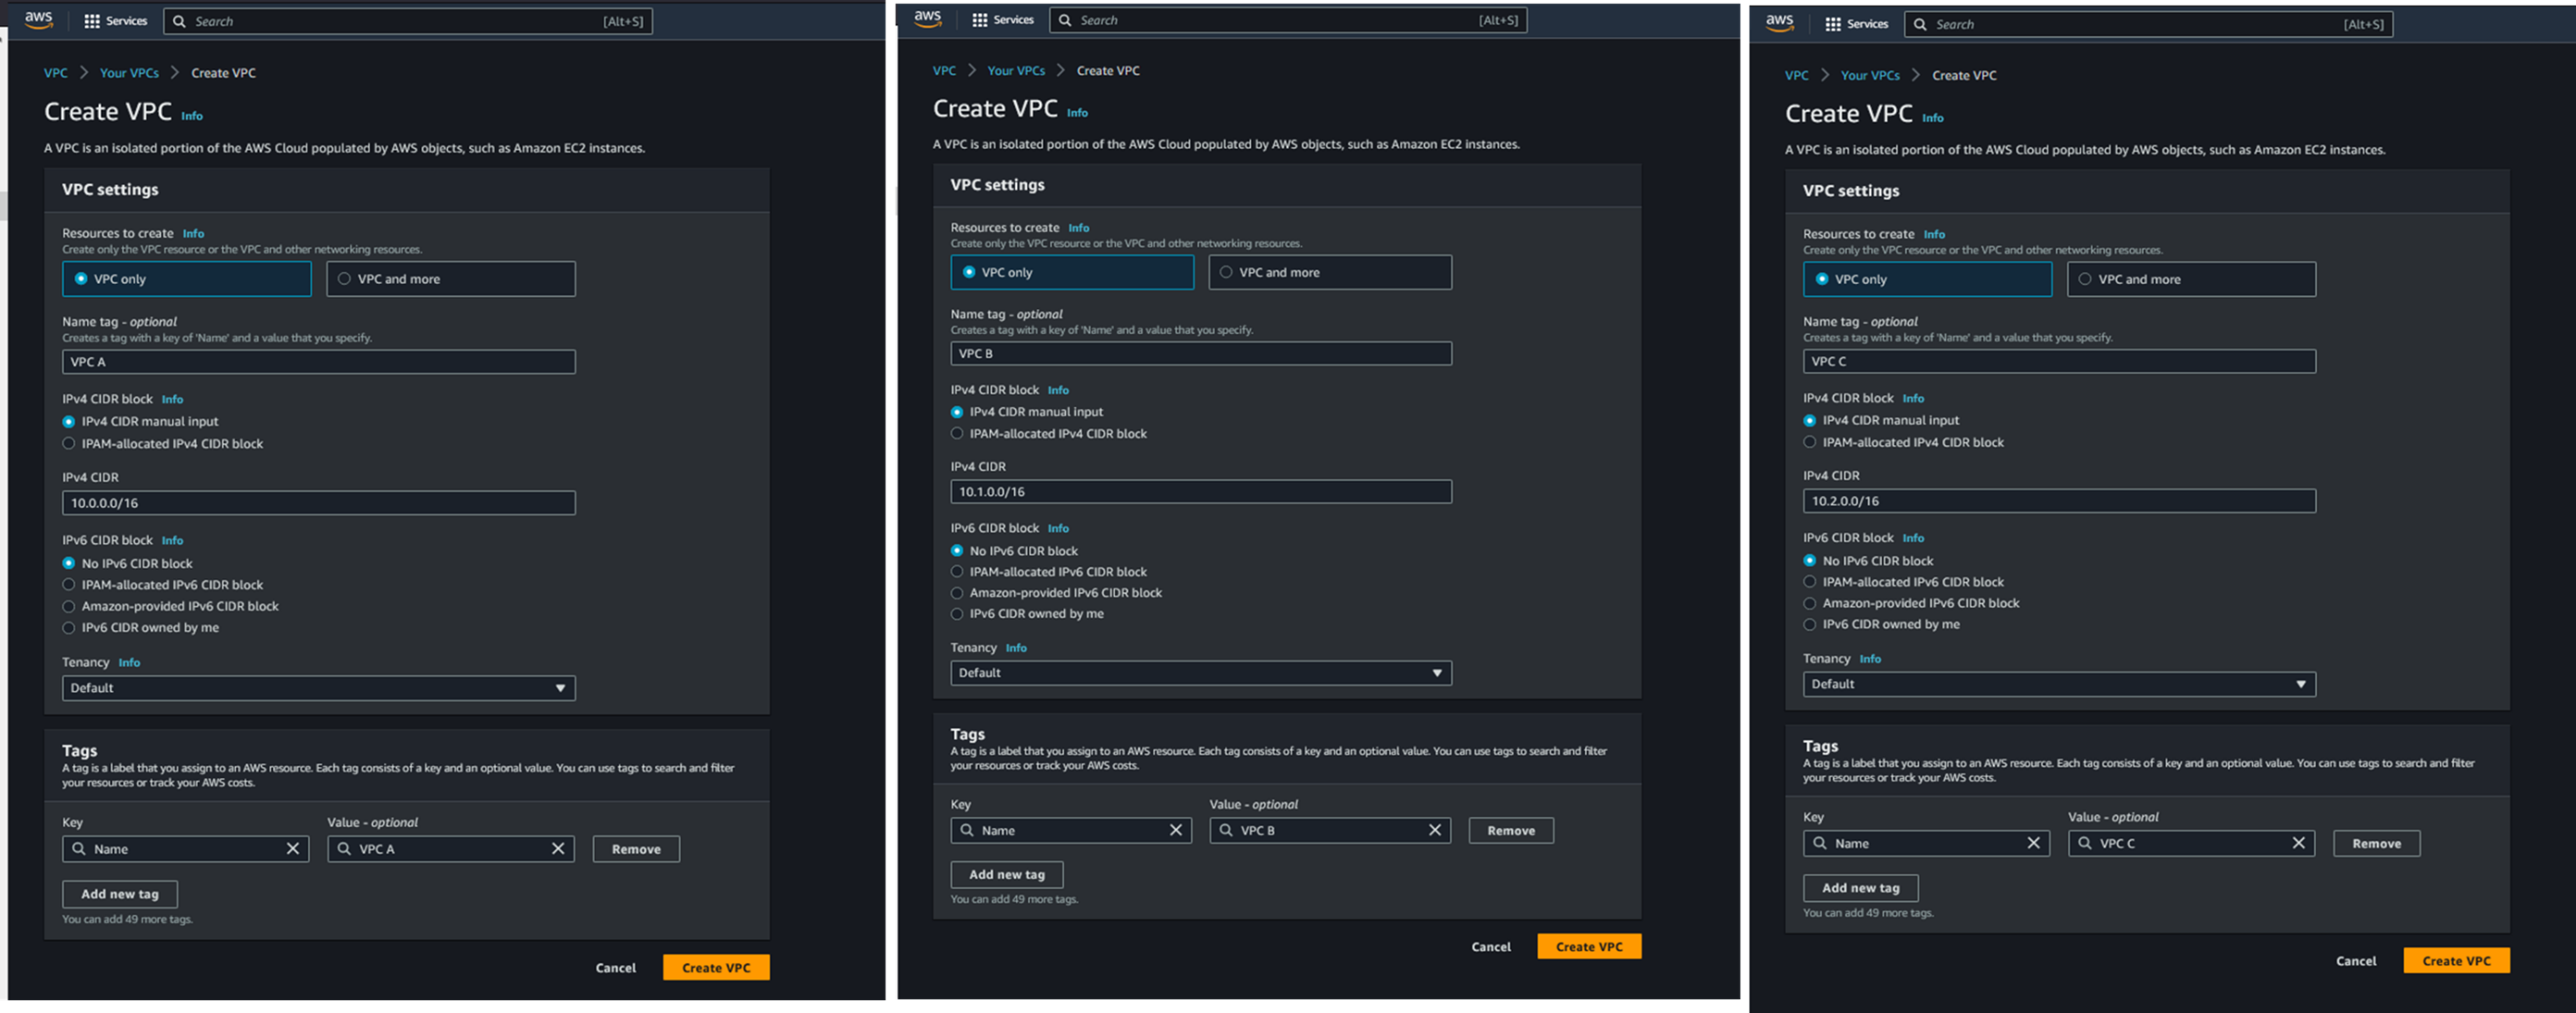 aws
Services
Search
[Alt+S]
VPC > Your VPCs > Create VPC
Create VPC Info
A VPC is an isolated portion of the AWS Cloud populated by AWS objects, such as Amazon EC2 instances.
VPC settings
Resources to create Info
Create only the VPC resource or the VPC and other networking resources.
VPC only
VPC and more
Name tag - optional
Creates a tag with a key of 'Name' and a value that you specify.
VPC A
IPv4 CIDR block Info
IPv4 CIDR manual input
IPAM-allocated IPv4 CIDR block
IPv4 CIDR
10.0.0.0/16
IPv6 CIDR block Info
No IPv6 CIDR block
IPAM-allocated IPv6 CIDR block
Amazon-provided IPv6 CIDR block
IPv6 CIDR owned by me
Tenancy Info
Default
Tags
A tag is a label that you assign to an AWS resource. Each tag consists of a key and an optional value. You can use tags to search and filter
your resources or track your AWS costs.
Key
Value - optional
Name
VPC A
Remove
Add new tag
You can add 49 more tags.
Cancel
Create VPC
aws
Services
Search
[Alt+S]
VPC > Your VPCs > Create VPC
Create VPC Info
A VPC is an isolated portion of the AWS Cloud populated by AWS objects, such as Amazon EC2 instances.
VPC settings
Resources to create Info
Create only the VPC resource or the VPC and other networking resources.
VPC only
VPC and more
Name tag - optional
Creates a tag with a key of 'Name' and a value that you specify.
VPC B
IPv4 CIDR block Info
IPv4 CIDR manual input
IPAM-allocated IPv4 CIDR block
IPv4 CIDR
10.1.0.0/16
IPv6 CIDR block Info
No IPv6 CIDR block
IPAM-allocated IPv6 CIDR block
Amazon-provided IPv6 CIDR block
IPv6 CIDR owned by me
Tenancy Info
Default
Tags
A tag is a label that you assign to an AWS resource. Each tag consists of a key and an optional value. You can use tags to search and filter
your resources or track your AWS costs.
Key
Value - optional
Name
VPC B
Remove
Add new tag
You can add 49 more tags.
Cancel
Create VPC
aws
Services
Search
[Alt+S]
VPC > Your VPCs > Create VPC
Create VPC Info
A VPC is an isolated portion of the AWS Cloud populated by AWS objects, such as Amazon EC2 instances.
VPC settings
Resources to create Info
Create only the VPC resource or the VPC and other networking resources.
VPC only
VPC and more
Name tag - optional
Creates a tag with a key of 'Name' and a value that you specify.
VPC C
IPv4 CIDR block Info
IPv4 CIDR manual input
IPAM-allocated IPv4 CIDR block
IPv4 CIDR
10.2.0.0/16
IPv6 CIDR block Info
No IPv6 CIDR block
IPAM-allocated IPv6 CIDR block
Amazon-provided IPv6 CIDR block
IPv6 CIDR owned by me
Tenancy Info
Default
Tags
A tag is a label that you assign to an AWS resource. Each tag consists of a key and an optional value. You can use tags to search and filter
your resources or track your AWS costs.
Key
Value - optional
Name
VPC C
Remove
Add new tag
You can add 49 more tags.
Cancel
Create VPC